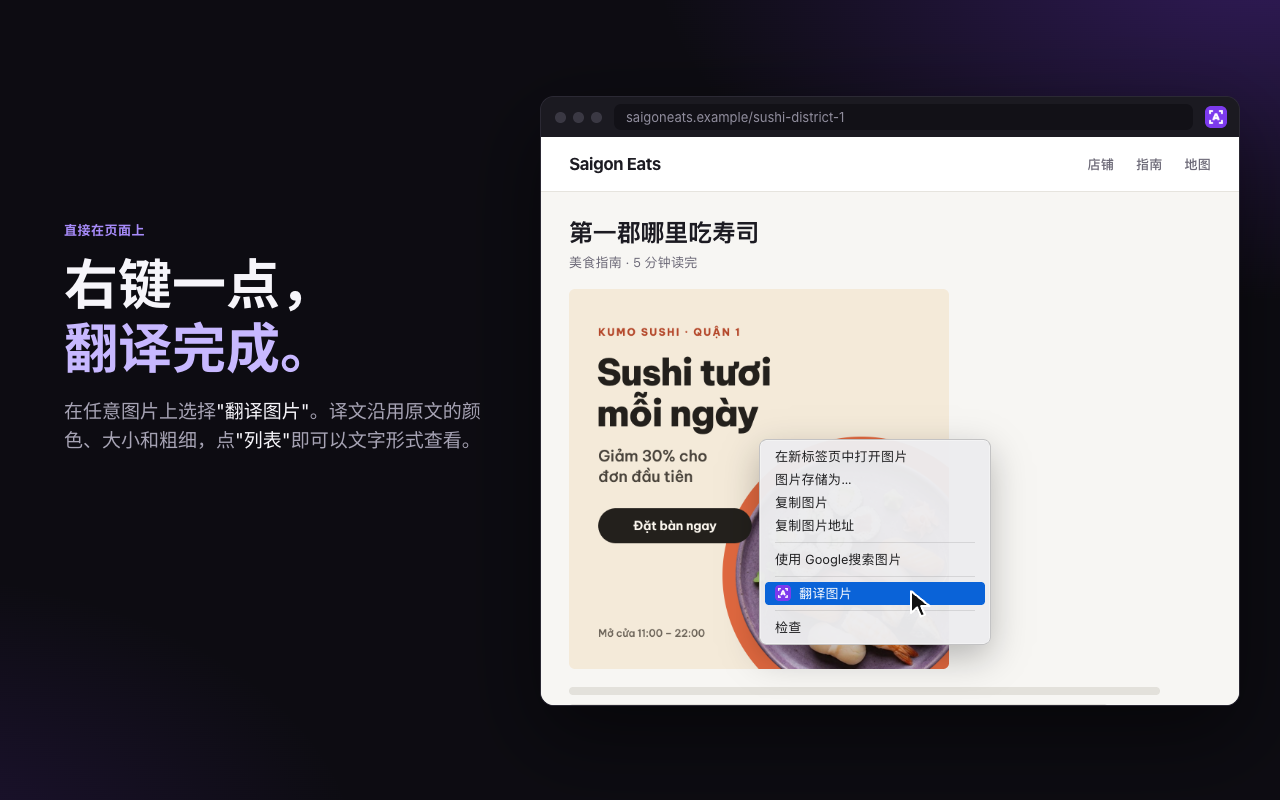 直接在页面上
右键一点，
翻译完成。
在任意图片上选择"翻译图片"。译文沿用原文的颜
色、大小和粗细，点"列表"即可以文字形式查看。
saigoneats.example/sushi-district-1
A
Saigon Eats
店铺
指南
地图
第一郡哪里吃寿司
美食指南 · 5 分钟读完
KUMO SUSHI · QUẬN 1
Sushi tươi
mỗi ngày
Giảm 30% cho
đơn đầu tiên
Đặt bàn ngay
Mở cửa 11:00 – 22:00
在新标签页中打开图片
图片存储为...
复制图片
复制图片地址
使用 Google搜索图片
A
翻译图片
检查